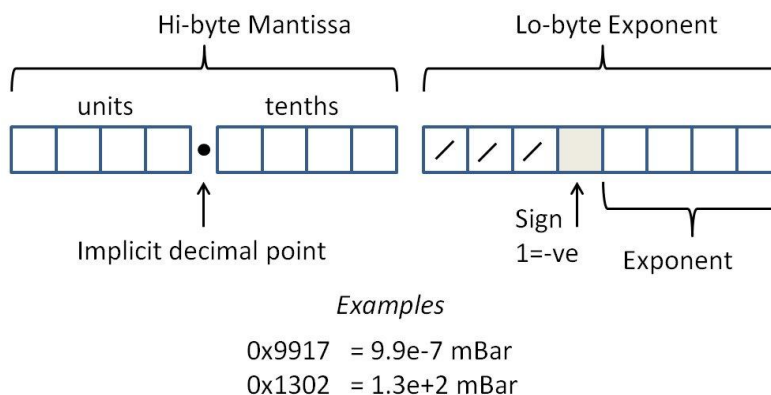 Hi-byte Mantissa Lo-byte Exponent
units tenths
Implicit decimal point
Sign
1=-ve
Exponent
Examples
0x9917 = 9.9e-7 mBar
0x1302 = 1.3e+2 mBar